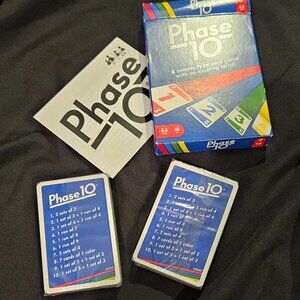 Phase
10
A rummy-type card game
with an exciting twist!
1
2
3
Phase
10
Phase 10
1. 2 sets of 3
2. 1 set of 3 + 1 run of 4
3. 1 set of 4 + 1 run of 4
4. 1 run of 7
5. 1 run of 8
6. 1 run of 9
7. 2 sets of 4
8. 7 cards of 1 color
9. 1 set of 5 + 1 set of 2
10. 1 set of 5 + 1 set of 3
Phase 10
1. 2 sets of 3
2. 1 set of 3 + 1 run of 4
3. 1 set of 4 + 1 run of 4
4. 1 run of 7
5. 1 run of 8
6. 1 run of 9
7. 2 sets of 4
8. 7 cards of 1 color
9. 1 set of 5 + 1 set of 2
10. 1 set of 5 + 1 set of 3
Phase 10